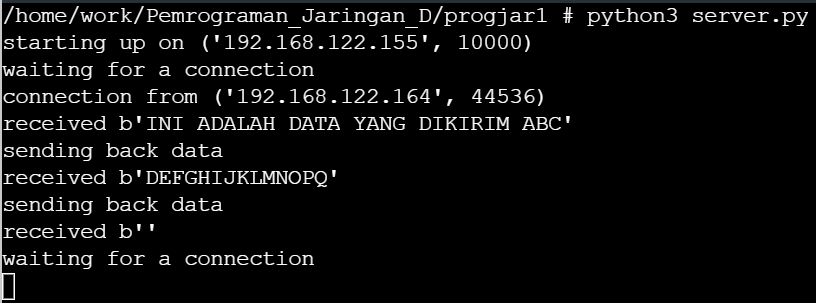 /home/work/Pemrograman_Jaringan_D/progjar1 # python3 server.py
starting up on ('192.168.122.155', 10000)
waiting for a connection
connection from ('192.168.122.164', 44536)
received b'INI ADALAH DATA YANG DIKIRIM ABC'
sending back data
received b'DEFGHIJKLMNOPQ'
sending back data
received b''
waiting for a connection